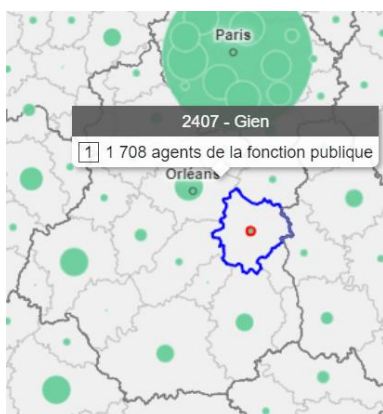 Paris
2407 - Gien
1 1 708 agents de la fonction publique
Orléans